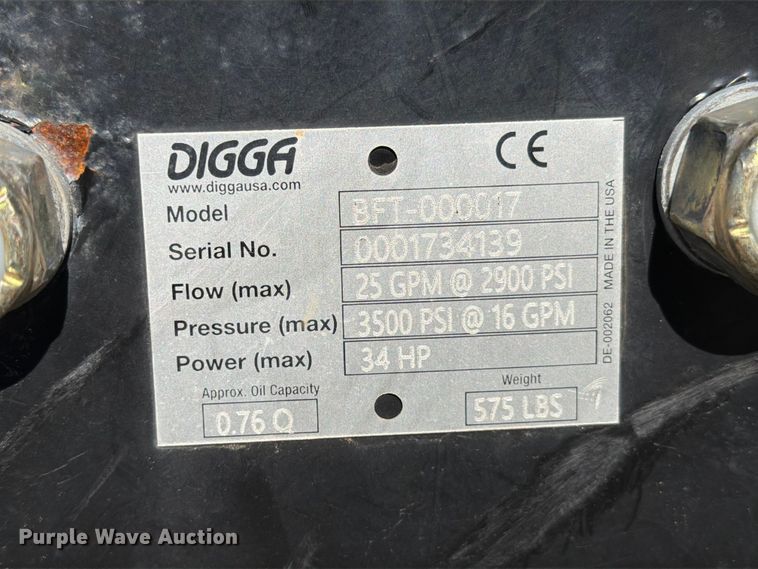 DIGGA
CE
www.diggausa.com
Model BFT-000017
Serial No. 0001734139
Flow (max) 25 GPM @ 2900 PSI
Pressure (max) 3500 PSI @ 16 GPM
Power (max) 34 HP
Approx. Oil Capacity
0.76 Q
Weight
575 LBS
DE-002062 MADE IN THE USA
Purple Wave Auction